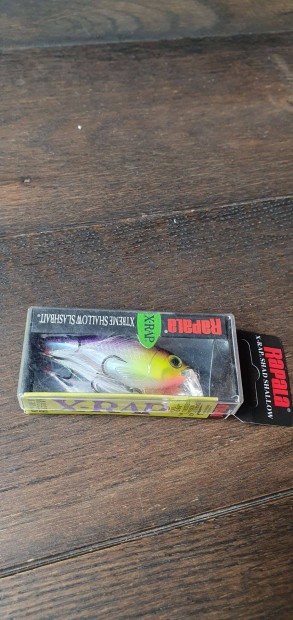 RAPALA
X-RAP
XTREME SHALLOW SLASHBAIT.
X-RAP
RAPALA
X-RAP SHAD SHALLOW